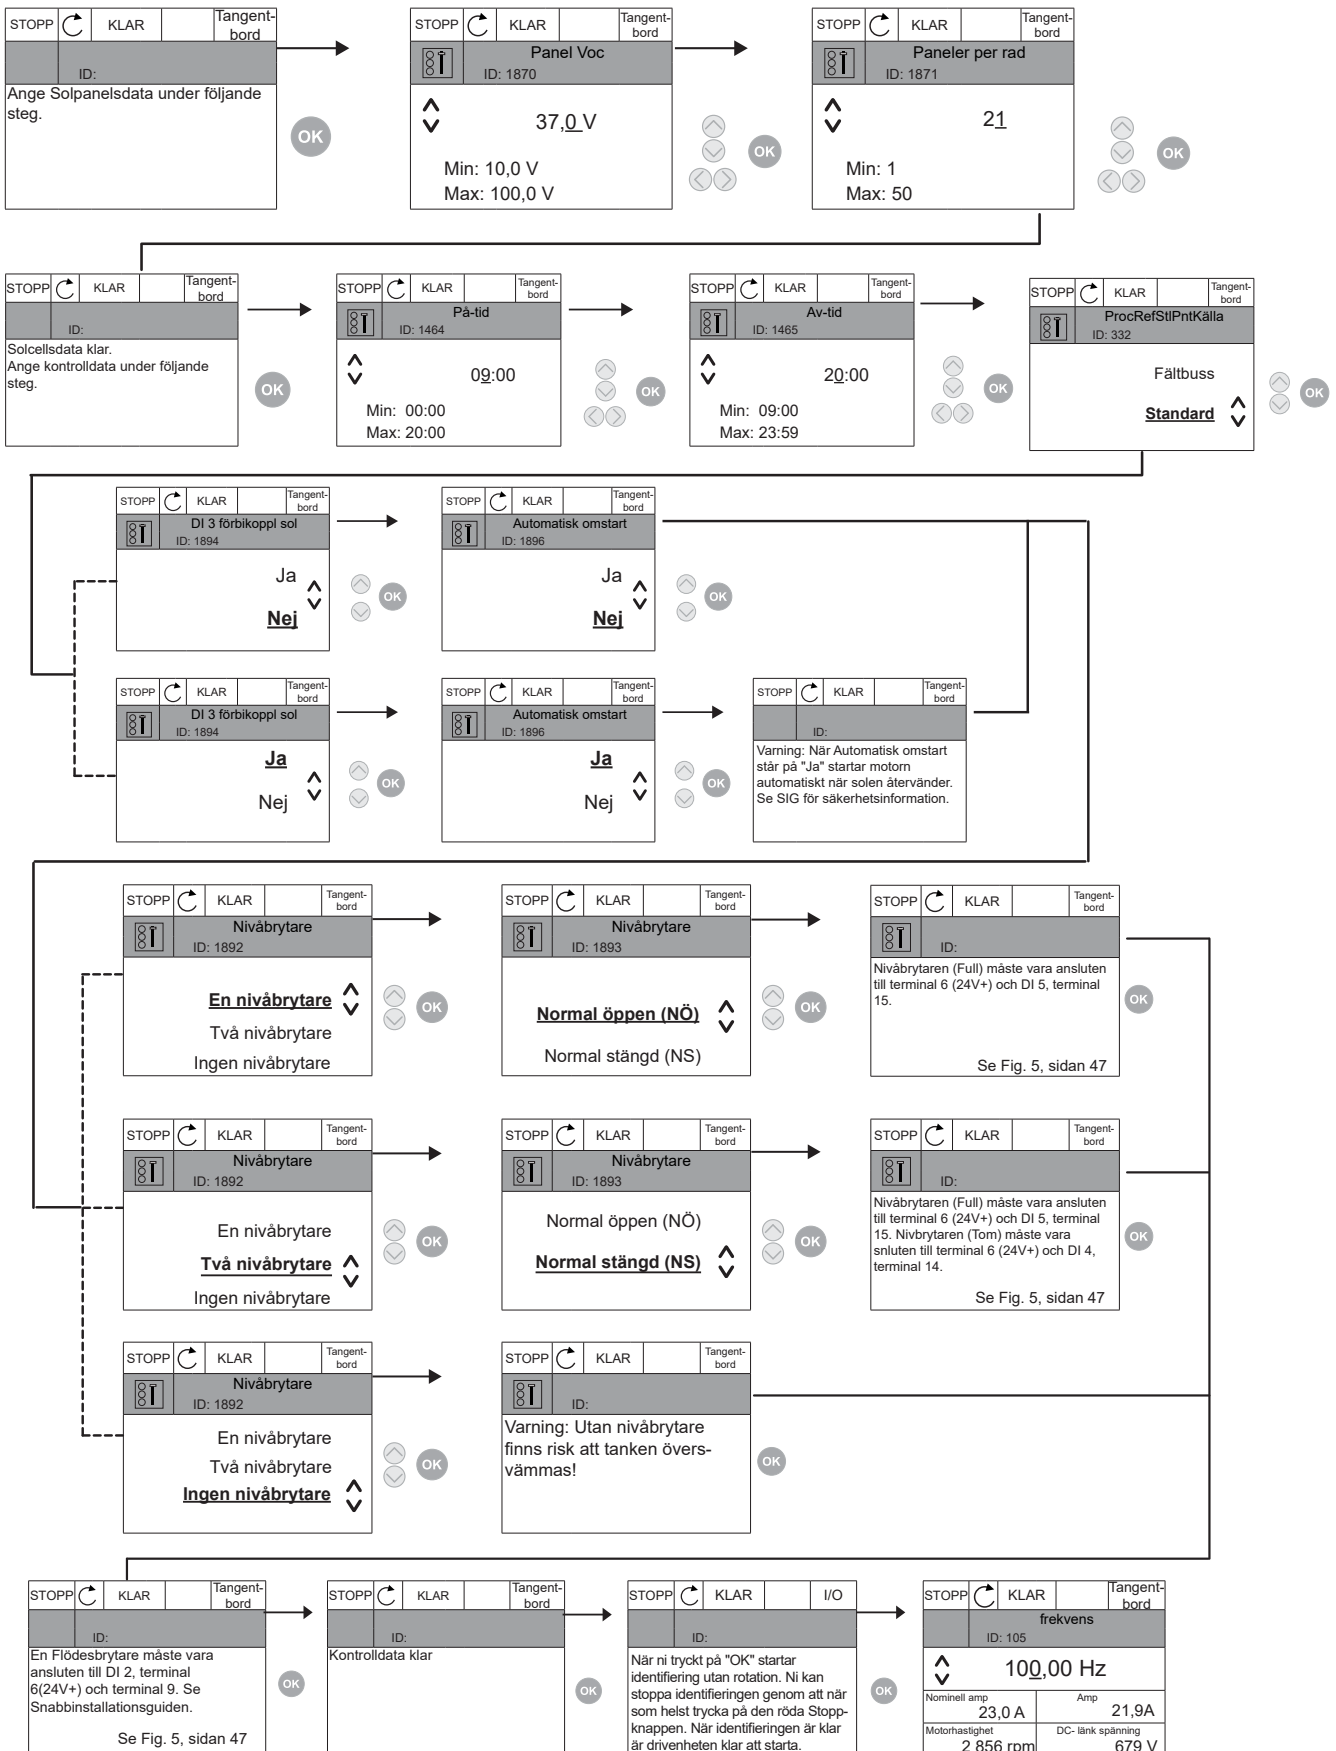 STOPP KLAR Tangent-
bord
ID:
Ange Solpanelsdata under följande
steg.
OK
STOPP KLAR Tangent-
bord
Panel Voc
ID: 1870
37,0 V
Min: 10,0 V
Max: 100,0 V
OK
STOPP KLAR Tangent-
bord
Paneler per rad
ID: 1871
21
Min: 1
Max: 50
OK
STOPP KLAR Tangent-
bord
ID:
Solcellsdata klar.
Ange kontrolldata under följande
steg.
OK
STOPP KLAR Tangent-
bord
På-tid
ID: 1464
09:00
Min: 00:00
Max: 20:00
OK
STOPP KLAR Tangent-
bord
Av-tid
ID: 1465
20:00
Min: 09:00
Max: 23:59
OK
STOPP KLAR Tangent-
bord
ProcRefStlPntKälla
ID: 332
Fältbuss
Standard
OK
STOPP KLAR Tangent-
bord
DI 3 förbikoppl sol
ID: 1894
Ja
Nej
OK
STOPP KLAR Tangent-
bord
Automatisk omstart
ID: 1896
Ja
Nej
OK
STOPP KLAR Tangent-
bord
DI 3 förbikoppl sol
ID: 1894
Ja
Nej
OK
STOPP KLAR Tangent-
bord
Automatisk omstart
ID: 1896
Ja
Nej
OK
STOPP KLAR Tangent-
bord
ID:
Varning: När Automatisk omstart
står på "Ja" startar motorn
automatiskt när solen återvänder.
Se SIG för säkerhetsinformation.
STOPP KLAR Tangent-
bord
Nivåbrytare
ID: 1892
En nivåbrytare
Två nivåbrytare
Ingen nivåbrytare
OK
STOPP KLAR Tangent-
bord
Nivåbrytare
ID: 1893
Normal öppen (NÖ)
Normal stängd (NS)
OK
STOPP KLAR Tangent-
bord
ID:
Nivåbrytaren (Full) måste vara ansluten
till terminal 6 (24V+) och DI 5, terminal
15.
Se Fig. 5, sidan 47
OK
STOPP KLAR Tangent-
bord
Nivåbrytare
ID: 1892
En nivåbrytare
Två nivåbrytare
Ingen nivåbrytare
OK
STOPP KLAR Tangent-
bord
Nivåbrytare
ID: 1893
Normal öppen (NÖ)
Normal stängd (NS)
OK
STOPP KLAR Tangent-
bord
ID:
Nivåbrytaren (Full) måste vara ansluten
till terminal 6 (24V+) och DI 5, terminal
15. Nivbrytaren (Tom) måste vara
snluten till terminal 6 (24V+) och DI 4,
terminal 14.
Se Fig. 5, sidan 47
OK
STOPP KLAR Tangent-
bord
Nivåbrytare
ID: 1892
En nivåbrytare
Två nivåbrytare
Ingen nivåbrytare
OK
STOPP KLAR Tangent-
bord
ID:
Varning: Utan nivåbrytare
finns risk att tanken övers-
vämmas!
OK
STOPP KLAR Tangent-
bord
ID:
En Flödesbrytare måste vara
ansluten till DI 2, terminal
6(24V+) och terminal 9. Se
Snabbinstallationsguiden.
Se Fig. 5, sidan 47
OK
STOPP KLAR Tangent-
bord
ID:
Kontrolldata klar
OK
STOPP KLAR I/O
ID:
När ni tryckt på "OK" startar
identifiering utan rotation. Ni kan
stoppa identifieringen genom att när
som helst trycka på den röda Stopp-
knappen. När identifieringen är klar
är drivenheten klar att starta.
OK
STOPP KLAR Tangent-
bord
frekvens
ID: 105
100,00 Hz
Nominell amp Amp
23,0 A 21,9A
Motorhastighet DC- länk spänning
2 856 rpm 679 V